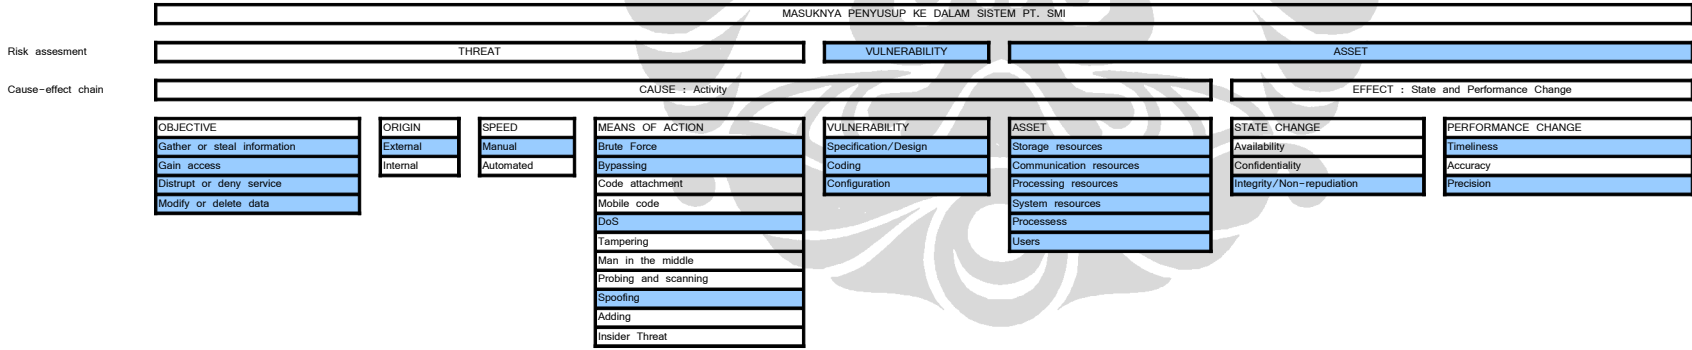 MASUKNYA PENYUSUP KE DALAM SISTEM PT. SMI
Risk assesment THREAT VULNERABILITY ASSET
Cause-effect chain CAUSE : Activity EFFECT : State and Performance Change
OBJECTIVE ORIGIN SPEED MEANS OF ACTION VULNERABILITY ASSET STATE CHANGE PERFORMANCE CHANGE
Gather or steal information External Manual Brute Force Specification/Design Storage resources Availability Timeliness
Gain access Internal Automated Bypassing Coding Communication resources Confidentiality Accuracy
Distrupt or deny service Code attachment Configuration Processing resources Integrity/Non-repudiation Precision
Modify or delete data Mobile code System resources
DoS Processess
Tampering Users
Man in the middle
Probing and scanning
Spoofing
Adding
Insider Threat